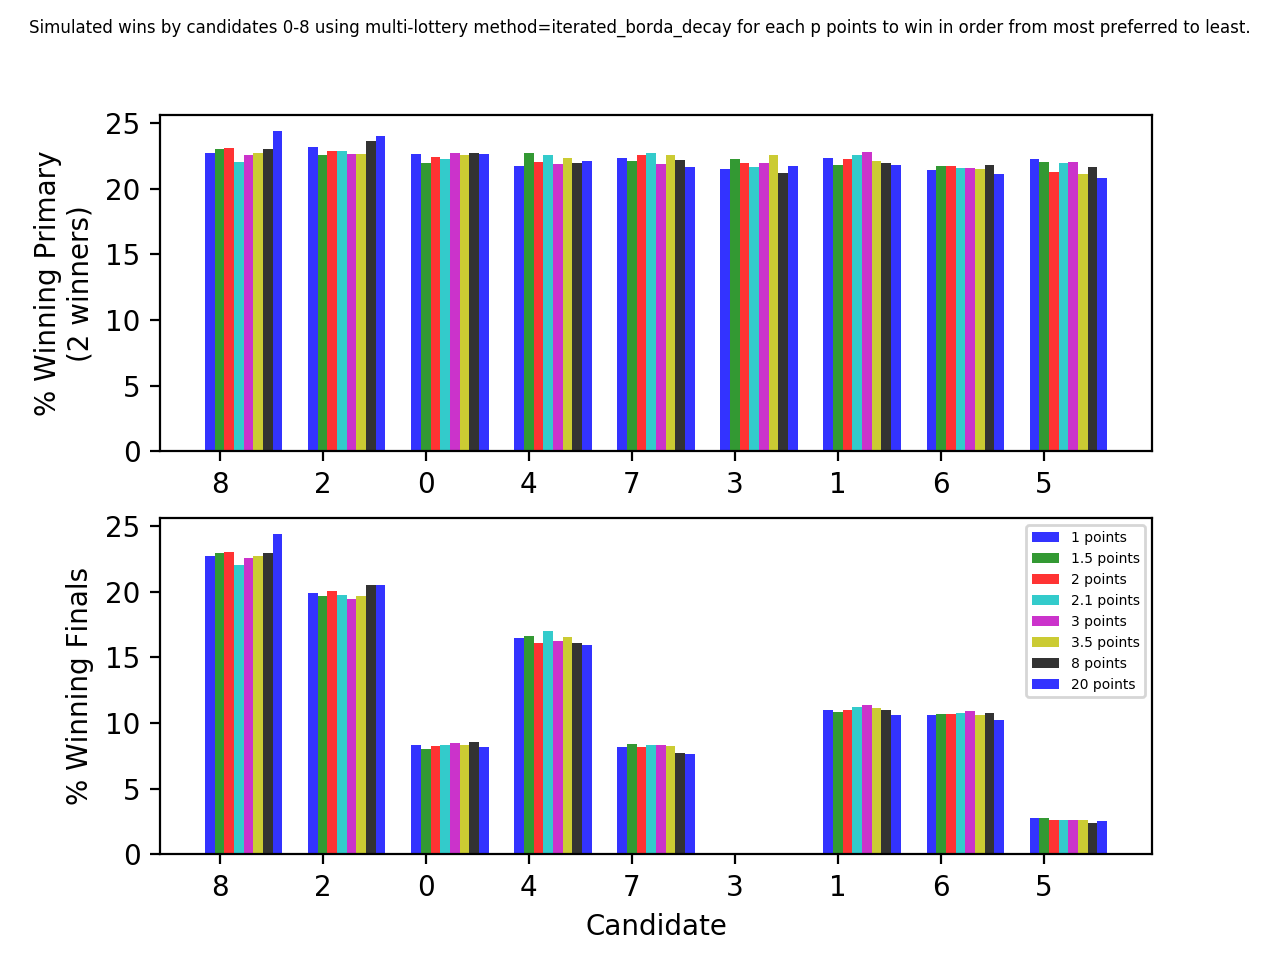 Simulated wins by candidates 0-8 using multi-lottery method=iterated_borda_decay for each p points to win in order from most preferred to least.
% Winning Primary
(2 winners)
25
20
15
10
5
0
8 2 0 4 7 3 1 6 5
% Winning Finals
25
20
15
10
5
0
1 points
1.5 points
2 points
2.1 points
3 points
3.5 points
8 points
20 points
8 2 0 4 7 3 1 6 5
Candidate